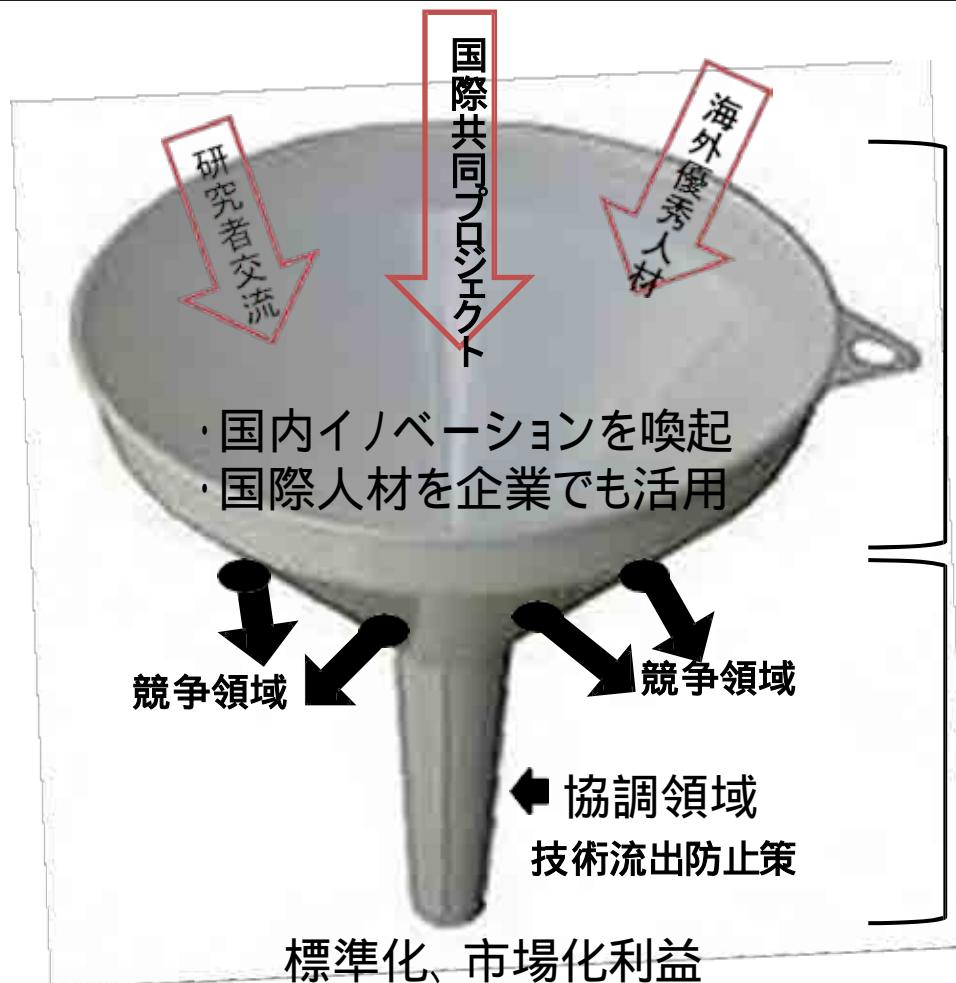 国際共同プロジェクト
研究者交流
海外優秀人材
・国内イノベーションを喚起
・国際人材を企業でも活用
競争領域
競争領域
協調領域
技術流出防止策
標準化、市場化利益